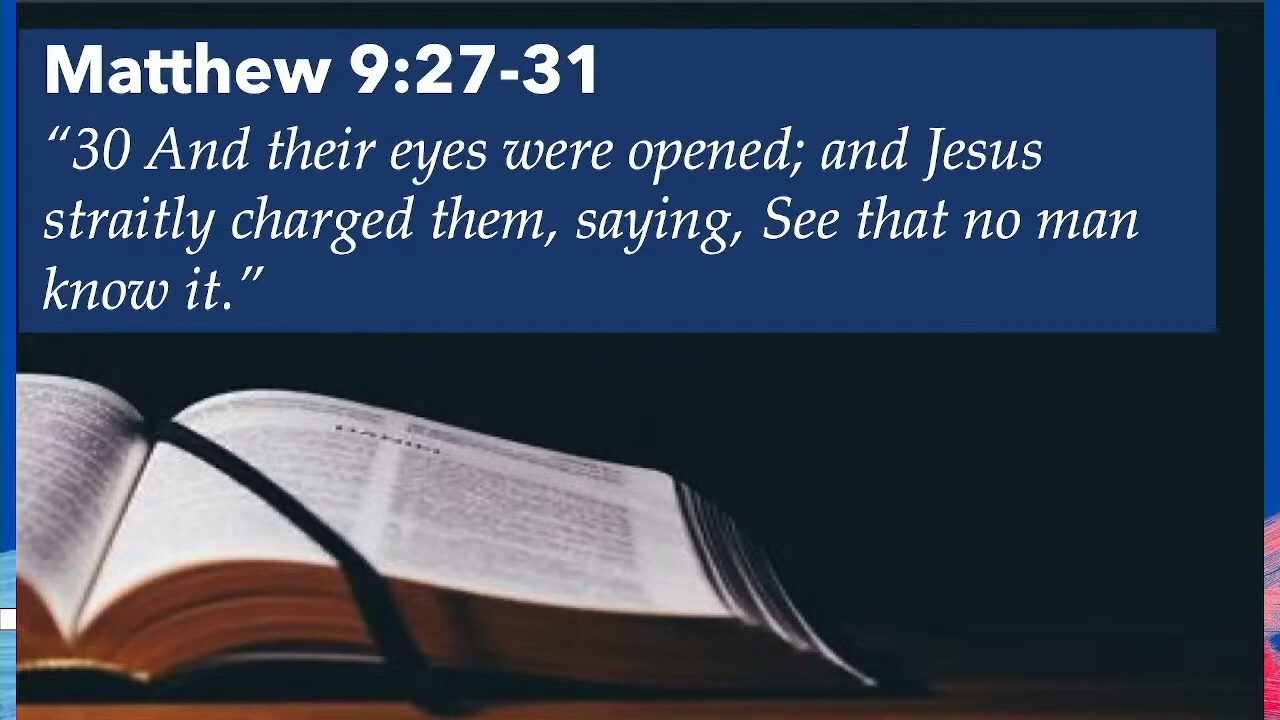 Matthew 9:27-31
“30 And their eyes were opened; and Jesus
straitly charged them, saying, See that no man
know it.”
DANIEL